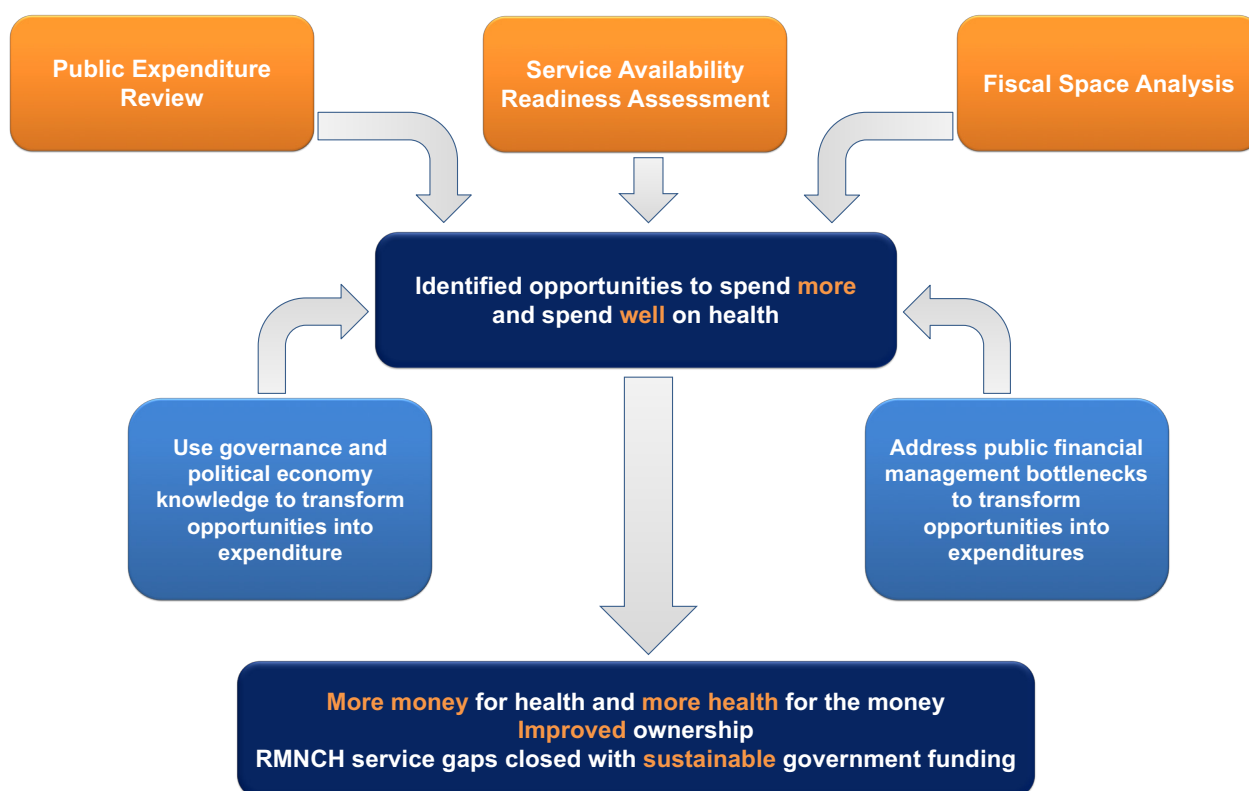 Public Expenditure
Review
Service Availability
Readiness Assessment
Fiscal Space Analysis
Identified opportunities to spend more
and spend well on health
Use governance and
political economy
knowledge to transform
opportunities into
expenditure
Address public financial
management bottlenecks
to transform
opportunities into
expenditures
More money for health and more health for the money
Improved ownership
RMNCH service gaps closed with sustainable government funding